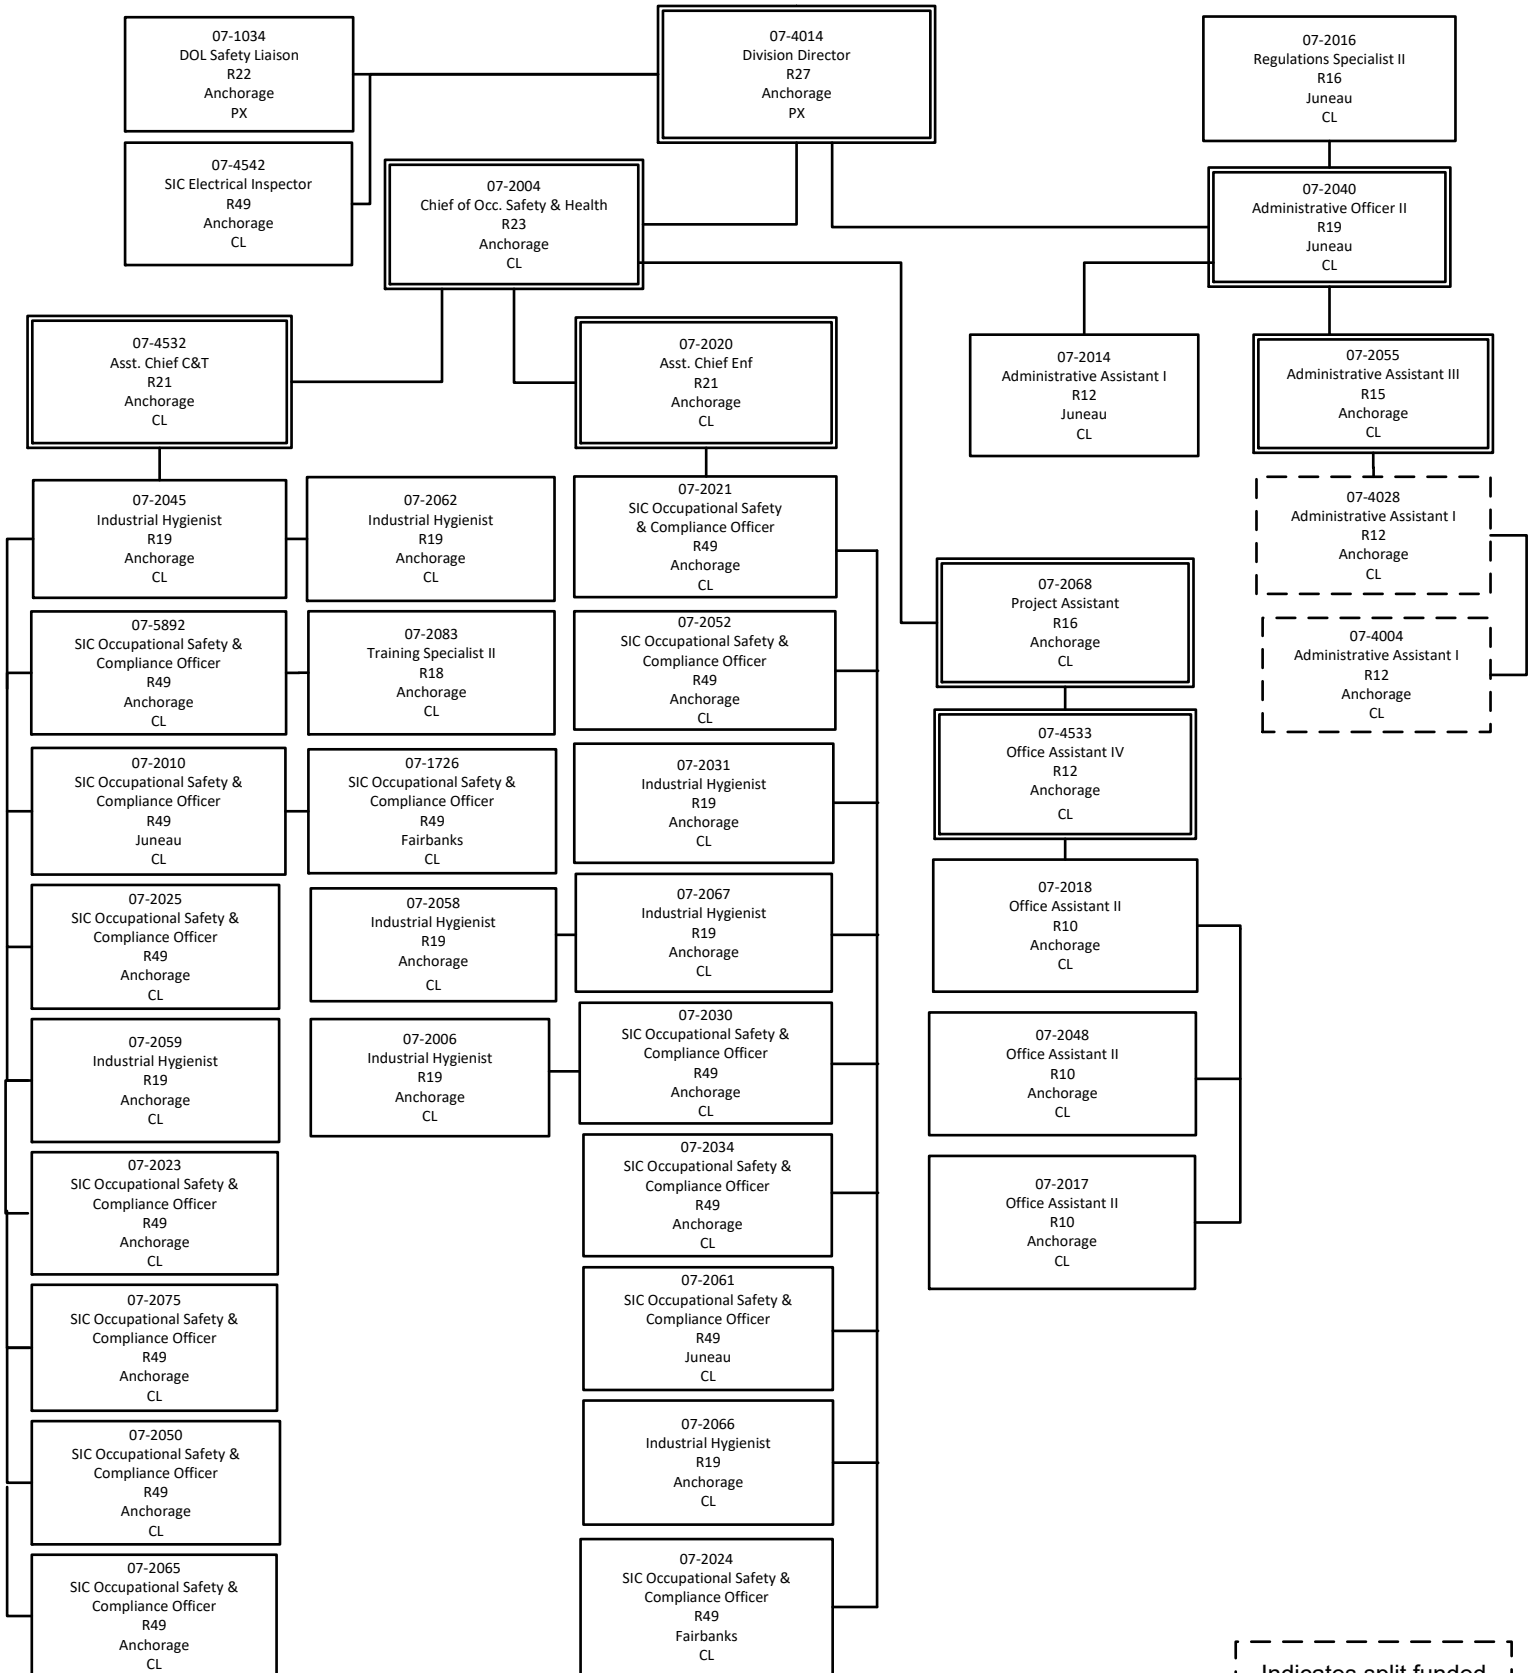 07-1034
DOL Safety Liaison
R22
Anchorage
PX
07-4014
Division Director
R27
Anchorage
PX
07-2016
Regulations Specialist II
R16
Juneau
CL
07-4542
SIC Electrical Inspector
R49
Anchorage
CL
07-2004
Chief of Occ. Safety & Health
R23
Anchorage
CL
07-2040
Administrative Officer II
R19
Juneau
CL
07-4532
Asst. Chief C&T
R21
Anchorage
CL
07-2020
Asst. Chief Enf
R21
Anchorage
CL
07-2014
Administrative Assistant I
R12
Juneau
CL
07-2055
Administrative Assistant III
R15
Anchorage
CL
07-2045
Industrial Hygienist
R19
Anchorage
CL
07-2062
Industrial Hygienist
R19
Anchorage
CL
07-2021
SIC Occupational Safety
& Compliance Officer
R49
Anchorage
CL
07-4028
Administrative Assistant I
R12
Anchorage
CL
07-5892
SIC Occupational Safety &
Compliance Officer
R49
Anchorage
CL
07-2083
Training Specialist II
R18
Anchorage
CL
07-2052
SIC Occupational Safety &
Compliance Officer
R49
Anchorage
CL
07-2068
Project Assistant
R16
Anchorage
CL
07-4004
Administrative Assistant I
R12
Anchorage
CL
07-2010
SIC Occupational Safety &
Compliance Officer
R49
Juneau
CL
07-1726
SIC Occupational Safety &
Compliance Officer
R49
Fairbanks
CL
07-2031
Industrial Hygienist
R19
Anchorage
CL
07-4533
Office Assistant IV
R12
Anchorage
CL
07-2025
SIC Occupational Safety &
Compliance Officer
R49
Anchorage
CL
07-2058
Industrial Hygienist
R19
Anchorage
CL
07-2067
Industrial Hygienist
R19
Anchorage
CL
07-2018
Office Assistant II
R10
Anchorage
CL
07-2059
Industrial Hygienist
R19
Anchorage
CL
07-2006
Industrial Hygienist
R19
Anchorage
CL
07-2030
SIC Occupational Safety &
Compliance Officer
R49
Anchorage
CL
07-2048
Office Assistant II
R10
Anchorage
CL
07-2023
SIC Occupational Safety &
Compliance Officer
R49
Anchorage
CL
07-2034
SIC Occupational Safety &
Compliance Officer
R49
Anchorage
CL
07-2017
Office Assistant II
R10
Anchorage
CL
07-2075
SIC Occupational Safety &
Compliance Officer
R49
Anchorage
CL
07-2061
SIC Occupational Safety &
Compliance Officer
R49
Juneau
CL
07-2050
SIC Occupational Safety &
Compliance Officer
R49
Anchorage
CL
07-2066
Industrial Hygienist
R19
Anchorage
CL
07-2065
SIC Occupational Safety &
Compliance Officer
R49
Anchorage
CL
07-2024
SIC Occupational Safety &
Compliance Officer
R49
Fairbanks
CL
Indicates split funded